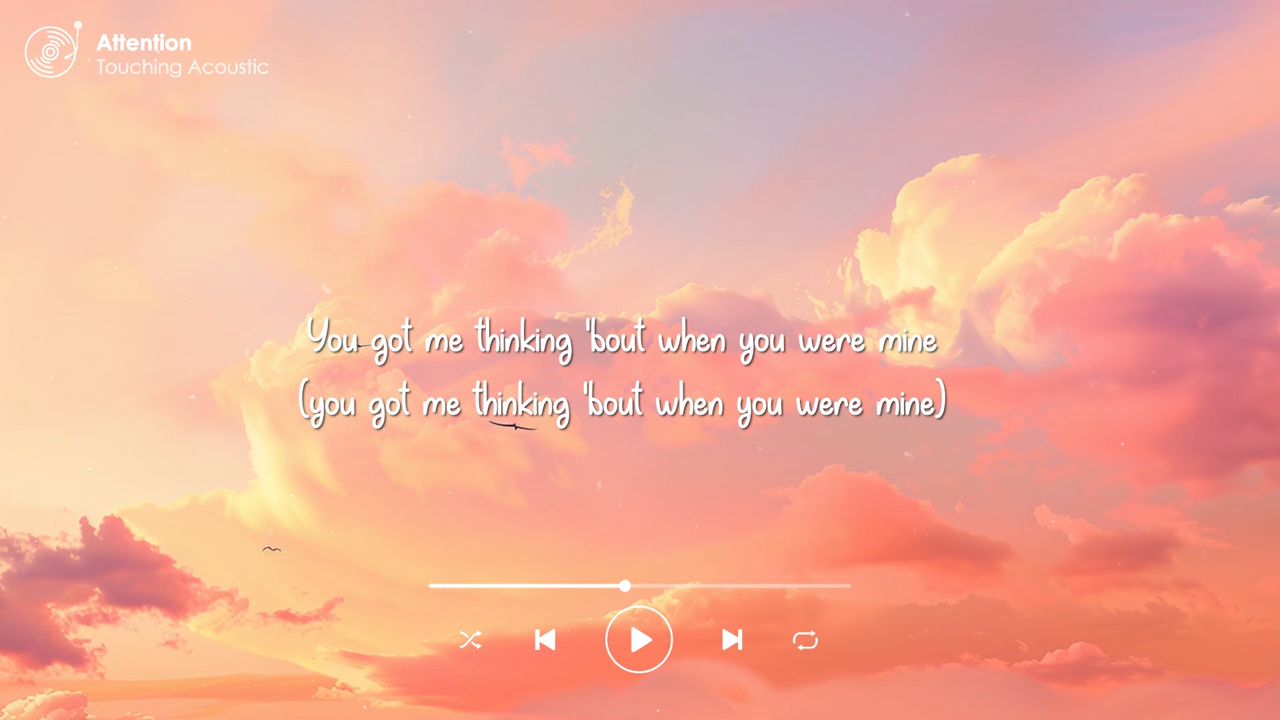 Attention
Touching Acoustic
You got me thinking 'bout when you were mine
(you got me thinking 'bout when you were mine)